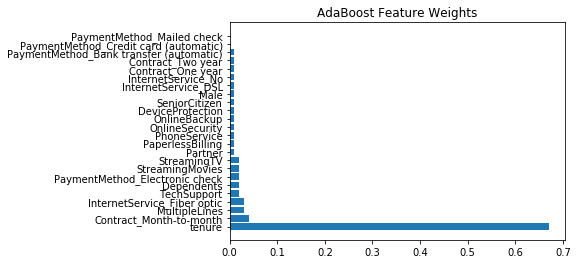 AdaBoost Feature Weights
PaymentMethod_Mailed check
PaymentMethod_Credit card (automatic)
PaymentMethod_Bank transfer (automatic)
Contract_Two year
Contract_One year
InternetService_No
InternetService_DSL
Male
SeniorCitizen
DeviceProtection
OnlineBackup
OnlineSecurity
PhoneService
PaperlessBilling
Partner
StreamingTV
StreamingMovies
PaymentMethod_Electronic check
Dependents
TechSupport
InternetService_Fiber optic
MultipleLines
Contract_Month-to-month
tenure
0.0 0.1 0.2 0.3 0.4 0.5 0.6 0.7